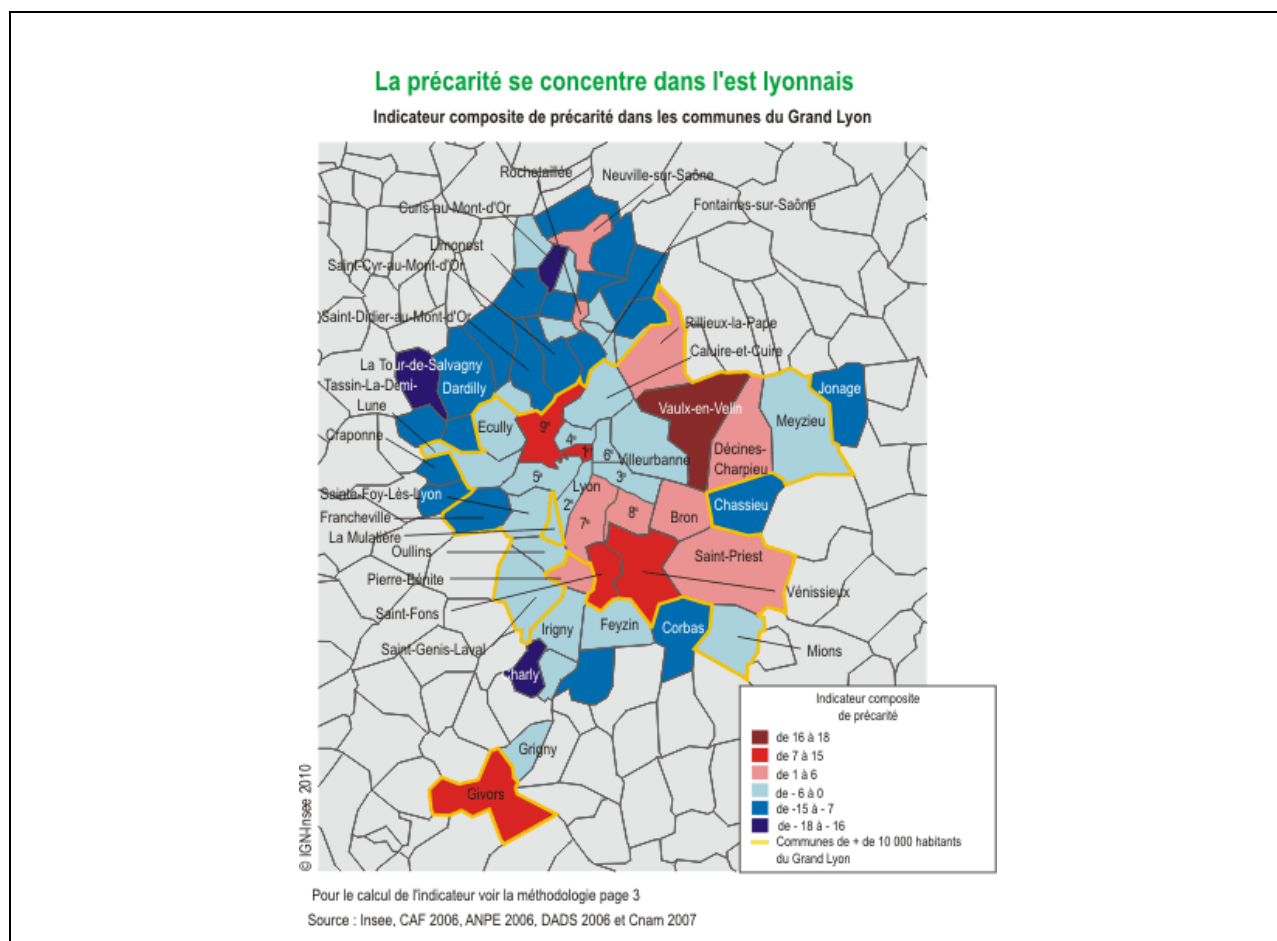 La précarité se concentre dans l'est lyonnais
Indicateur composite de précarité dans les communes du Grand Lyon
Rochetaillée
Neuville-sur-Saône
Curis-au-Mont-d'Or
Fontaines-sur-Saône
Limonest
Saint-Cyr-au-Mont-d'Or
Saint-Didier-au-Mont-d'Or
Rillieux-la-Pape
Caluire-et-Cuire
La Tour-de-Salvagny
Tassin-La-Demi-
Lune
Dardilly
Jonage
Vaulx-en-Velin
Meyzieu
Craponne
Ecully
9e
4e
1er
6e
Villeurbanne
Décines-
Charpieu
5e
3e
Lyon
Sainte-Foy-Lès-Lyon
2e
Chassieu
Francheville
7e
8e
Bron
La Mulatière
Oullins
Saint-Priest
Pierre-Bénite
Vénissieux
Saint-Fons
Irigny
Feyzin
Corbas
Saint-Genis-Laval
Mions
Charly
Grigny
Givors
Indicateur composite
de précarité
de 16 à 18
de 7 à 15
de 1 à 6
de - 6 à 0
de -15 à - 7
de - 18 à - 16
Communes de + de 10 000 habitants
du Grand Lyon
© IGN-Insee 2010
Pour le calcul de l'indicateur voir la méthodologie page 3
Source : Insee, CAF 2006, ANPE 2006, DADS 2006 et Cnam 2007